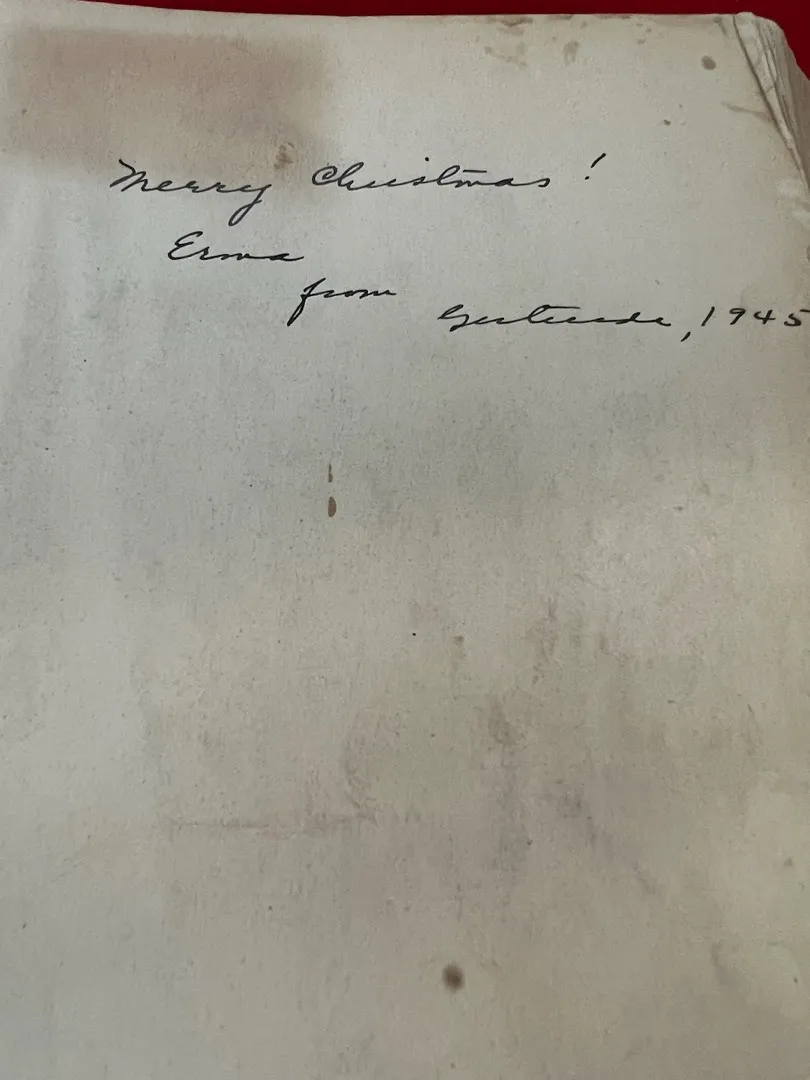 Merry Christmas!
Erma
from
Gertrude, 1945